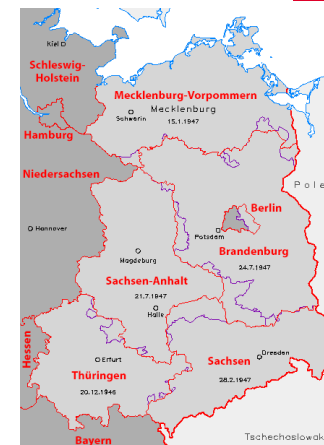 Kiel
Schleswig-
Holstein
Mecklenburg-Vorpommern
Mecklenburg
Schwerin
15.1.1947
Hamburg
Niedersachsen
Pole
Berlin
Hannover
Potsdam
Brandenburg
24.7.1947
Magdeburg
Sachsen-Anhalt
21.7.1947
Halle
Hessen
Erfurt
Thüringen
20.12.1946
Sachsen
Dresden
28.2.1947
Bayern
Tschechoslowak